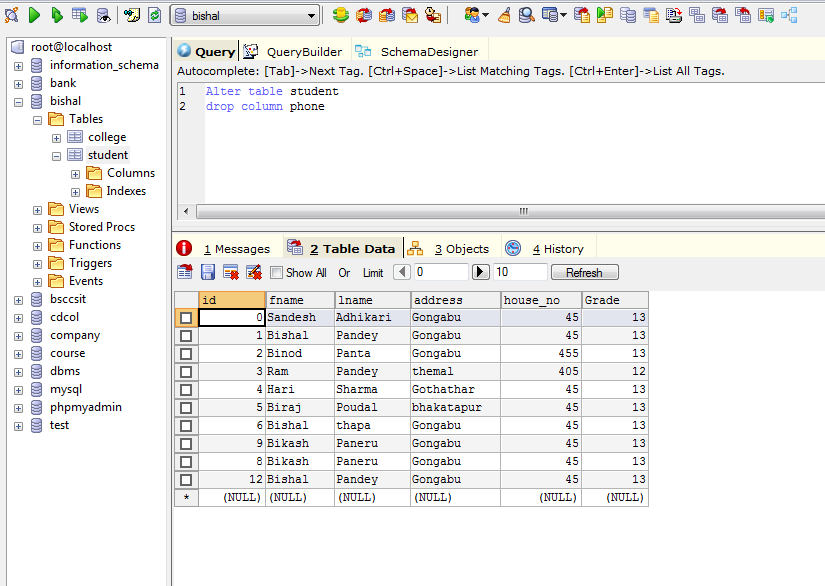 bishal
root@localhost
information_schema
bank
bishal
Tables
college
student
Columns
Indexes
Views
Stored Procs
Functions
Triggers
Events
bsccsit
cdcol
company
course
dbms
mysql
phpmyadmin
test
Query QueryBuilder SchemaDesigner
Autocomplete: [Tab]->Next Tag. [Ctrl+Space]->List Matching Tags. [Ctrl+Enter]->List All Tags.
1 Alter table student
2 drop column phone
1 Messages 2 Table Data 3 Objects 4 History
Show All Or Limit 0 10 Refresh
id fname lname address house_no Grade
0 Sandesh Adhikari Gongabu 45 13
1 Bishal Pandey Gongabu 45 13
2 Binod Panta Gongabu 455 13
3 Ram Pandey themal 405 12
4 Hari Sharma Gothathar 45 13
5 Biraj Poudal bhakatapur 45 13
6 Bishal thapa Gongabu 45 13
9 Bikash Paneru Gongabu 45 13
8 Bikash Paneru Gongabu 45 13
12 Bishal Pandey Gongabu 45 13
* (NULL) (NULL) (NULL) (NULL) (NULL) (NULL)